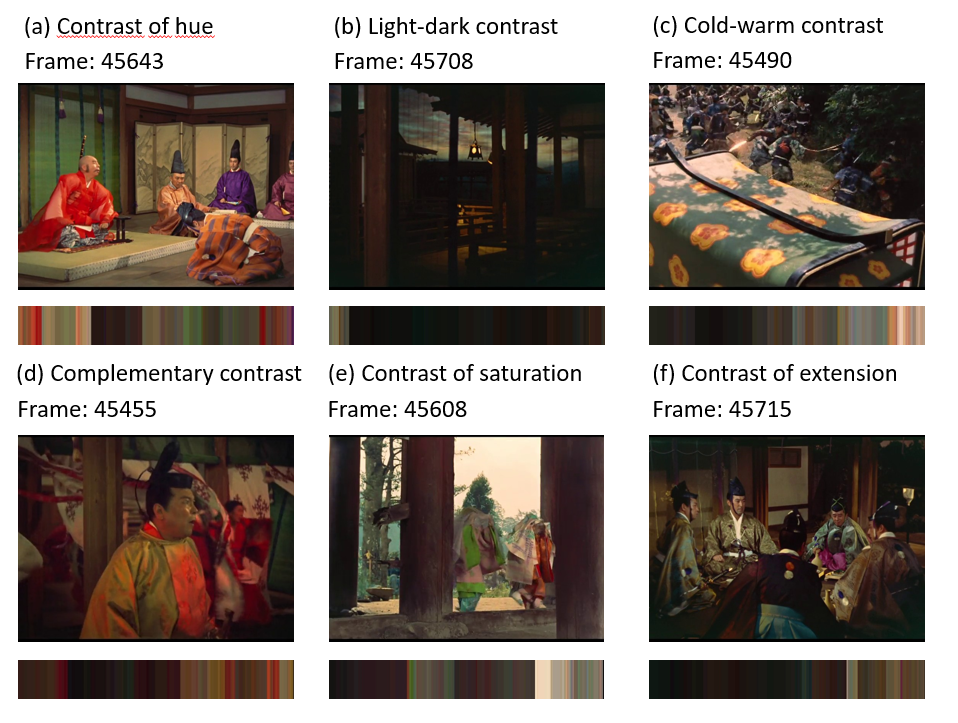 (a) Contrast of hue
Frame: 45643
(b) Light-dark contrast
Frame: 45708
(c) Cold-warm contrast
Frame: 45490
(d) Complementary contrast
Frame: 45455
(e) Contrast of saturation
Frame: 45608
(f) Contrast of extension
Frame: 45715